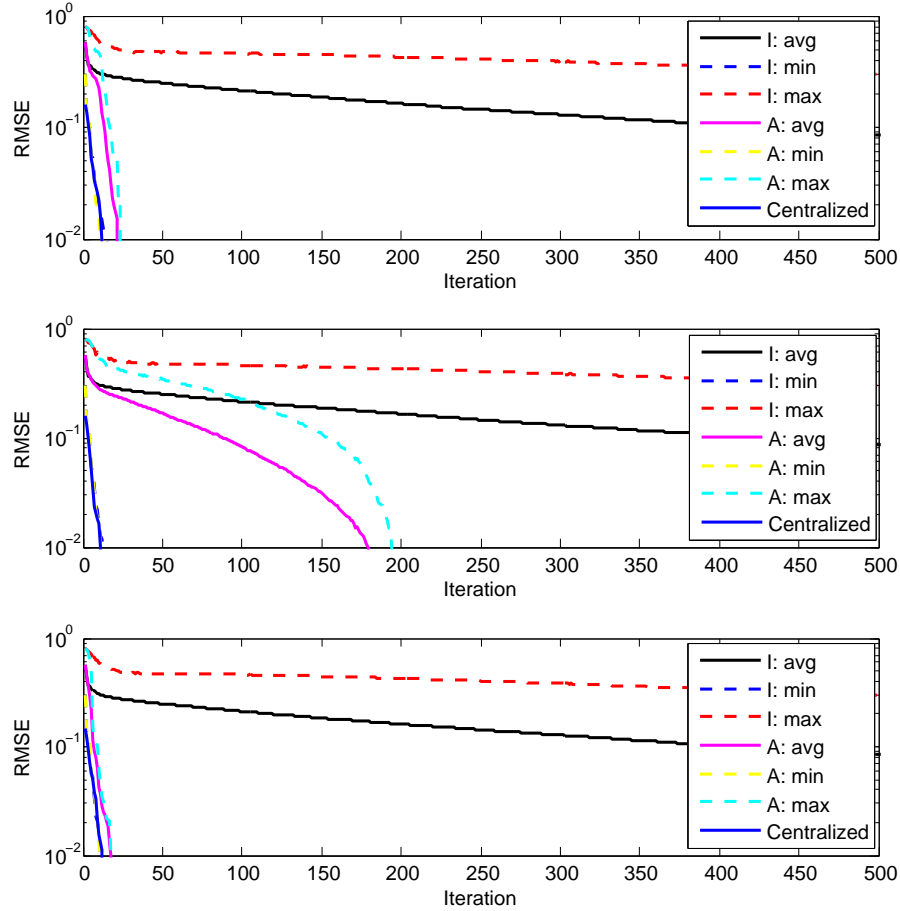 10^0
10^-1
10^-2
RMSE
0 50 100 150 200 250 300 350 400 450 500
Iteration
I: avg
I: min
I: max
A: avg
A: min
A: max
Centralized
10^0
10^-1
10^-2
RMSE
0 50 100 150 200 250 300 350 400 450 500
Iteration
I: avg
I: min
I: max
A: avg
A: min
A: max
Centralized
10^0
10^-1
10^-2
RMSE
0 50 100 150 200 250 300 350 400 450 500
Iteration
I: avg
I: min
I: max
A: avg
A: min
A: max
Centralized